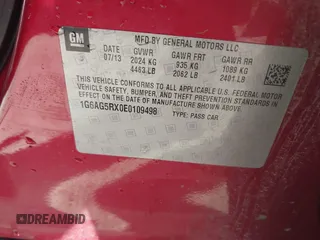 GM
MFD BY GENERAL MOTORS LLC
DATE GVWR GAWR FRT GAWR RR
07/13 2024 KG 935 KG 1089 KG
4463 LB 2062 LB 2401 LB
THIS VEHICLE CONFORMS TO ALL APPLICABLE U.S. FEDERAL MOTOR
VEHICLE SAFETY, BUMPER, AND THEFT PREVENTION STANDARDS IN
EFFECT ON THE DATE OF MANUFACTURE SHOWN ABOVE.
1G6AG5RX0E0109498 TYPE: PASS CAR
DREAMBID